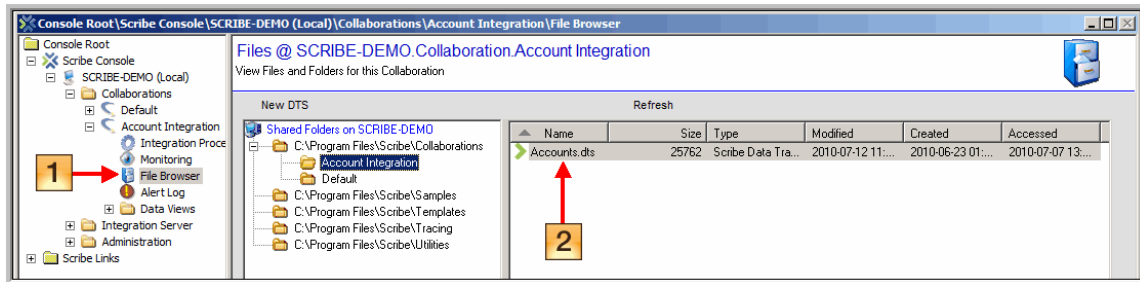 Console Root\Scribe Console\SCRIBE-DEMO (Local)\Collaborations\Account Integration\File Browser
Console Root
Scribe Console
SCRIBE-DEMO (Local)
Collaborations
Default
Account Integration
Integration Proce
Monitoring
File Browser
Alert Log
Data Views
Integration Server
Administration
Scribe Links
1
Files @ SCRIBE-DEMO.Collaboration.Account Integration
View Files and Folders for this Collaboration
New DTS Refresh
Shared Folders on SCRIBE-DEMO
C:\Program Files\Scribe\Collaborations
Account Integration
Default
C:\Program Files\Scribe\Samples
C:\Program Files\Scribe\Templates
C:\Program Files\Scribe\Tracing
C:\Program Files\Scribe\Utilities
Name Size Type Modified Created Accessed
Accounts.dts 25762 Scribe Data Tra... 2010-07-12 11:... 2010-06-23 01:... 2010-07-07 13:...
2